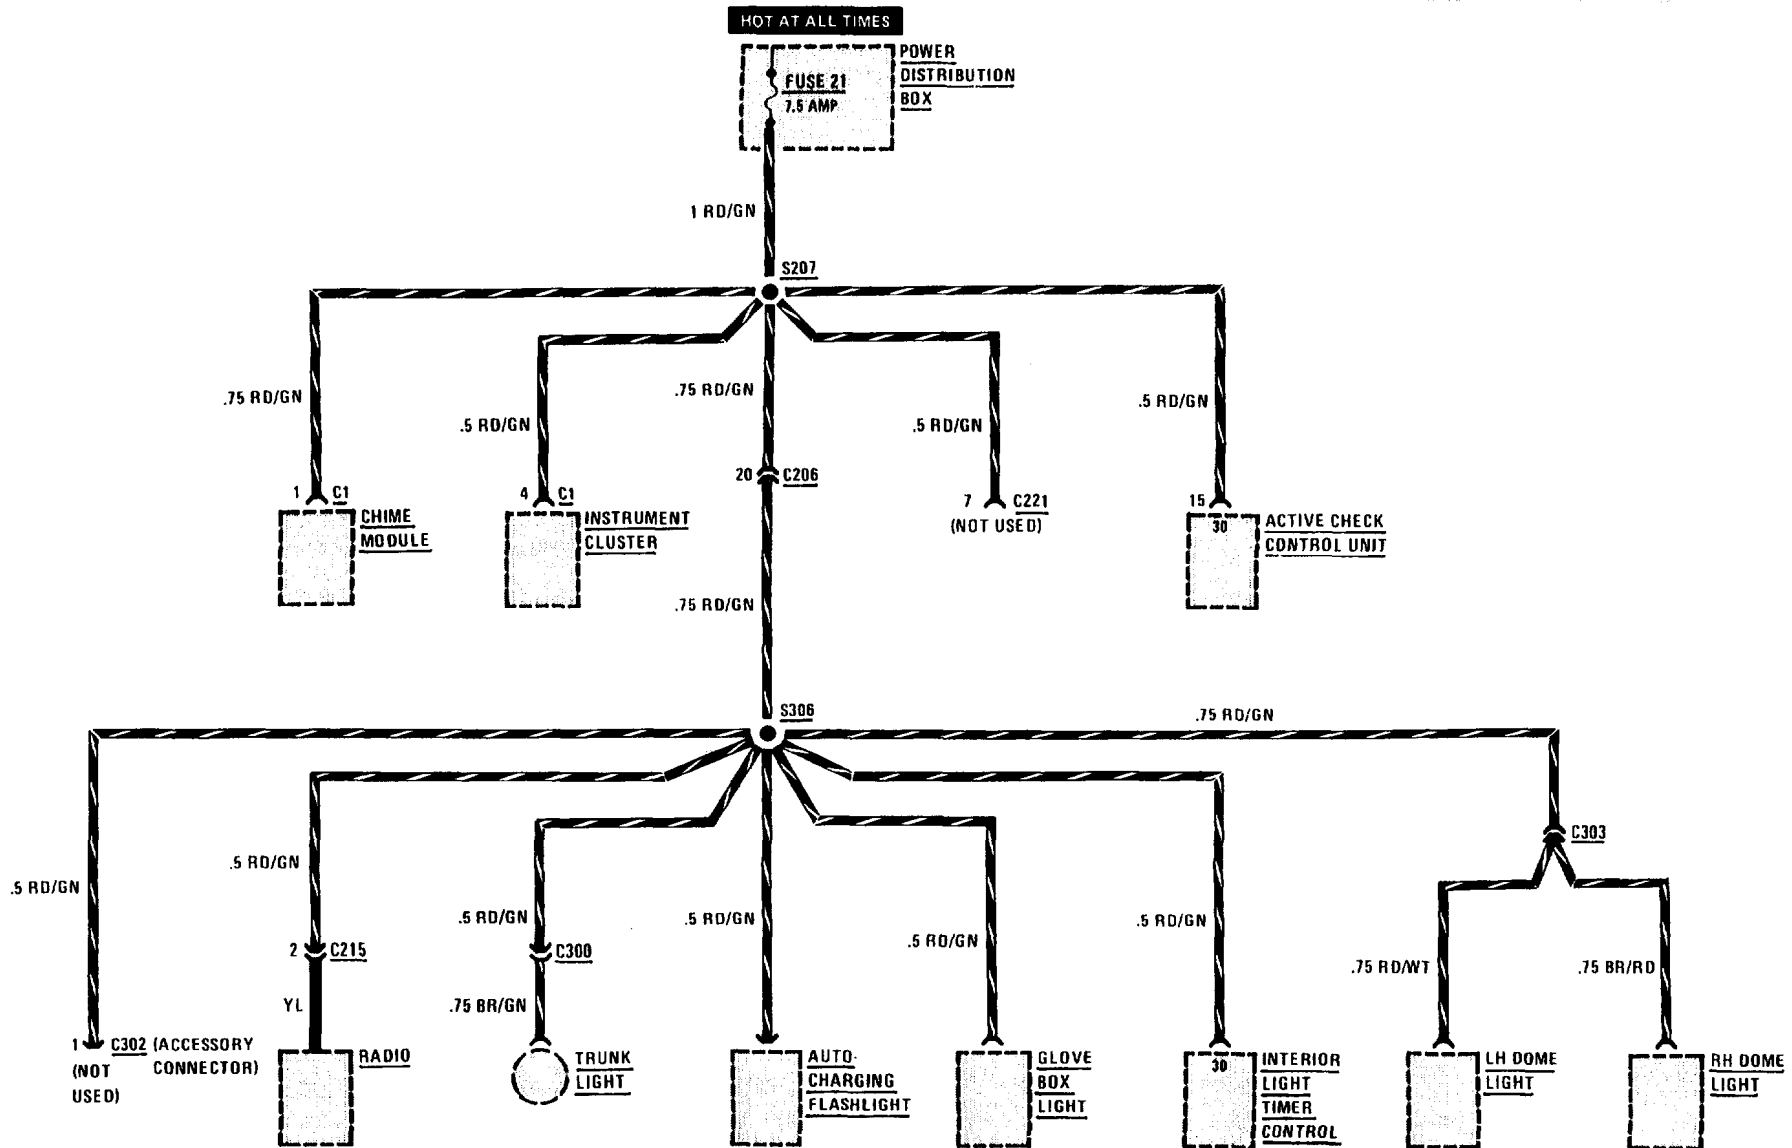 HOT AT ALL TIMES
POWER
DISTRIBUTION
BOX
FUSE 21
7.5 AMP
1 RD/GN
S207
.75 RD/GN
.5 RD/GN
.75 RD/GN
.5 RD/GN
.5 RD/GN
1 C1
4 C1
20 C206
7 C221
(NOT USED)
15
30
CHIME
MODULE
INSTRUMENT
CLUSTER
ACTIVE CHECK
CONTROL UNIT
.75 RD/GN
S306
.75 RD/GN
C303
.5 RD/GN
.5 RD/GN
.5 RD/GN
.5 RD/GN
.5 RD/GN
.5 RD/GN
.75 RD/WT
.75 BR/RD
2 C215
C300
YL
.75 BR/GN
1 C302 (ACCESSORY
CONNECTOR)
(NOT
USED)
RADIO
TRUNK
LIGHT
AUTO-
CHARGING
FLASHLIGHT
GLOVE
BOX
LIGHT
30
INTERIOR
LIGHT
TIMER
CONTROL
LH DOME
LIGHT
RH DOME
LIGHT